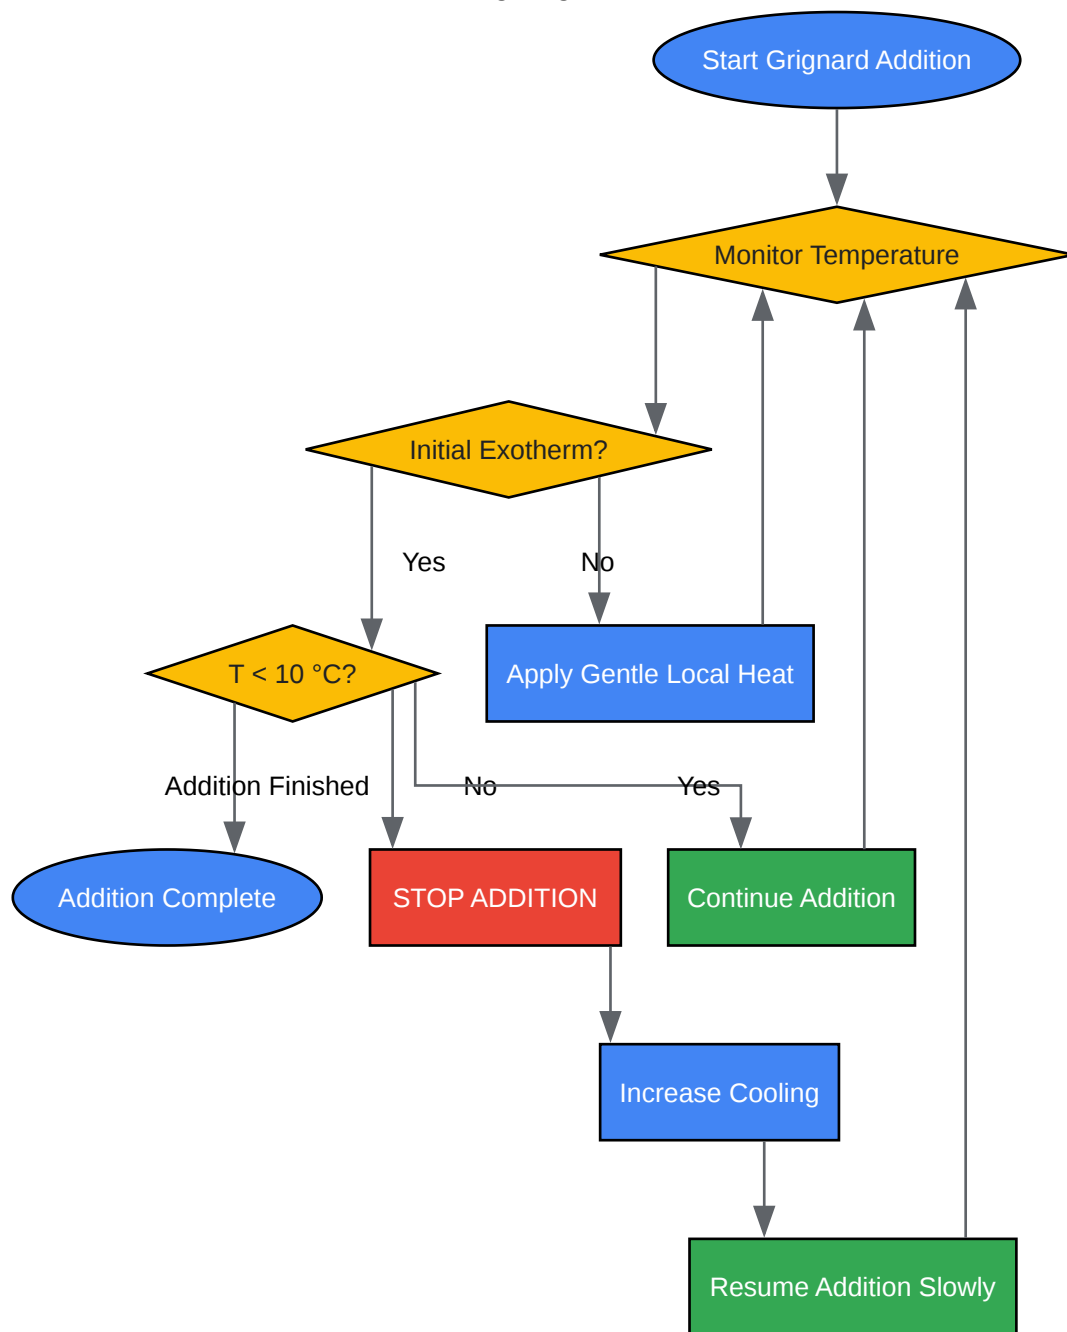 Start Grignard Addition
Monitor Temperature
Initial Exotherm?
Yes
No
T < 10 °C?
Apply Gentle Local Heat
Addition Finished
No
Yes
Addition Complete
STOP ADDITION
Continue Addition
Increase Cooling
Resume Addition Slowly